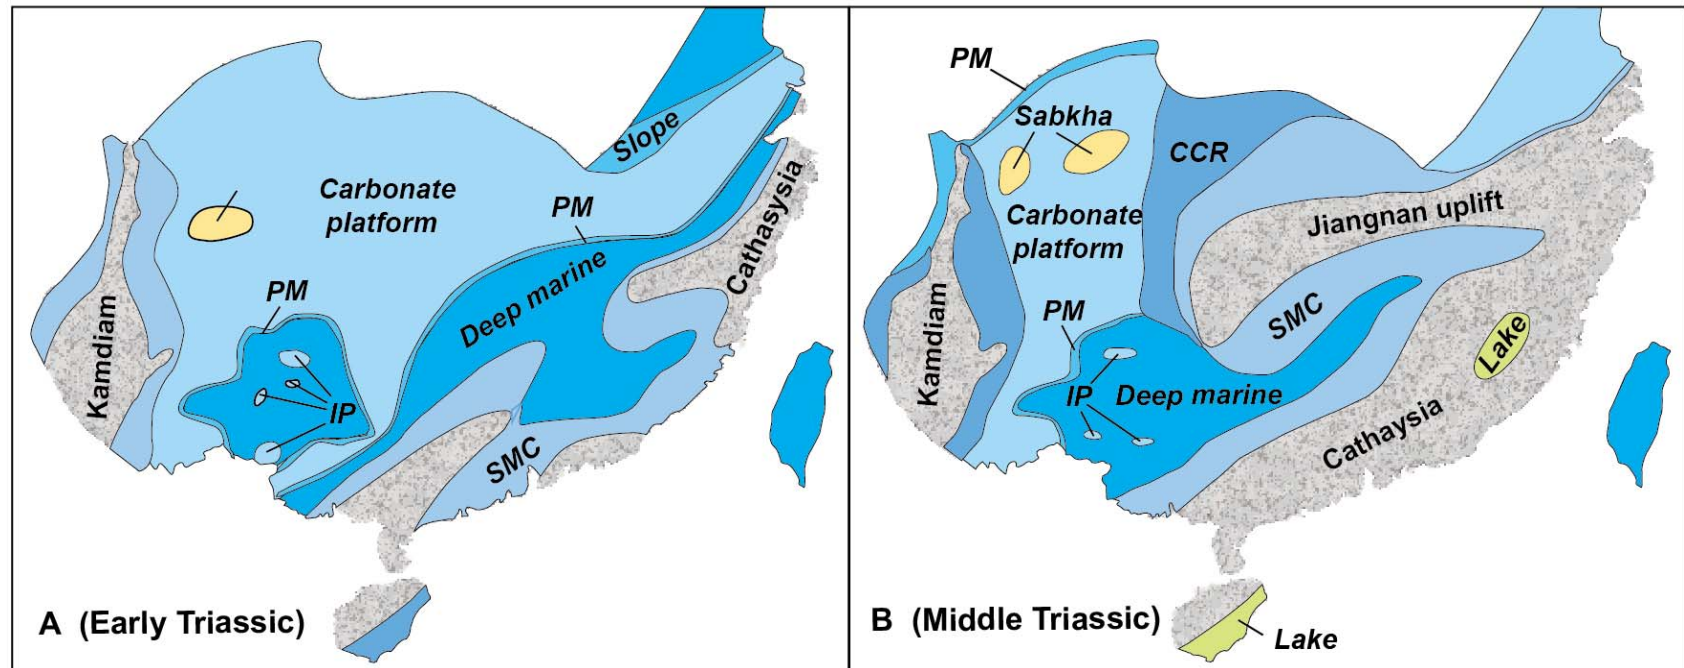 Slope
Carbonate
platform
PM
PM
Deep marine
Cathasysia
Kamdiam
IP
SMC
A (Early Triassic)
PM
Sabkha
CCR
Carbonate
platform
Jiangnan uplift
PM
SMC
Lake
Kamdiam
IP
Deep marine
Cathaysia
B (Middle Triassic)
Lake